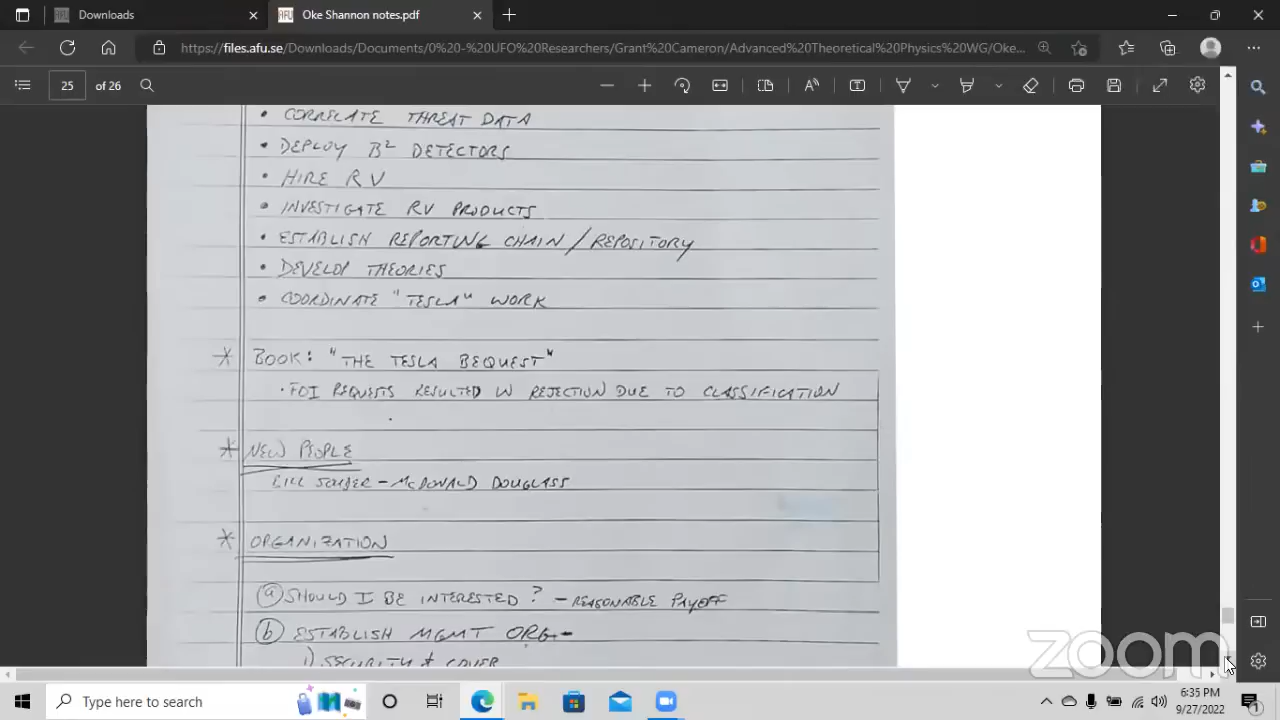 Downloads
Oke Shannon notes.pdf
https://files.afu.se/Downloads/Documents/0%20-%20UFO%20Researchers/Grant%20Cameron/Advanced%20Theoretical%20Physics%20WG/Oke...
25 of 26
• CORRELATE THREAT DATA
• DEPLOY B² DETECTORS
• HIRE RV
• INVESTIGATE RV PRODUCTS
• ESTABLISH REPORTING CHAIN / REPOSITORY
• DEVELOP THEORIES
• COORDINATE "TESLA" WORK
* BOOK: "THE TESLA BEQUEST"
• FOI REQUESTS RESULTED IN REJECTION DUE TO CLASSIFICATION
* NEW PEOPLE
BILL - MCDONALD DOUGLASS
* ORGANIZATION
(a) SHOULD I BE INTERESTED? - REASONABLE PAYOFF
(b) ESTABLISH MGMT ORG-
1) SECURITY & COVER
zoom
Type here to search
6:35 PM
9/27/2022